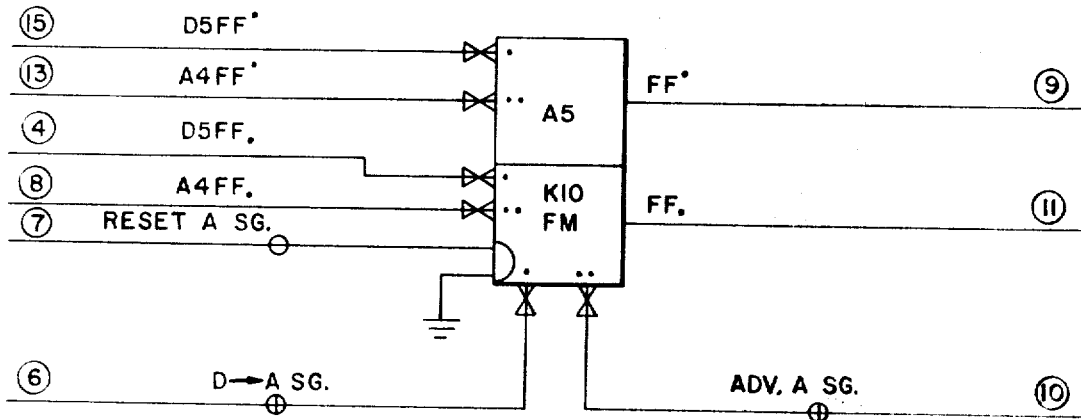 15 D5FF˙
13 A4FF˙
4 D5FF.
8 A4FF.
7 RESET A SG.
A5
K10
FM
FF˙ 9
FF. 11
6 D→A SG.
ADV. A SG. 10